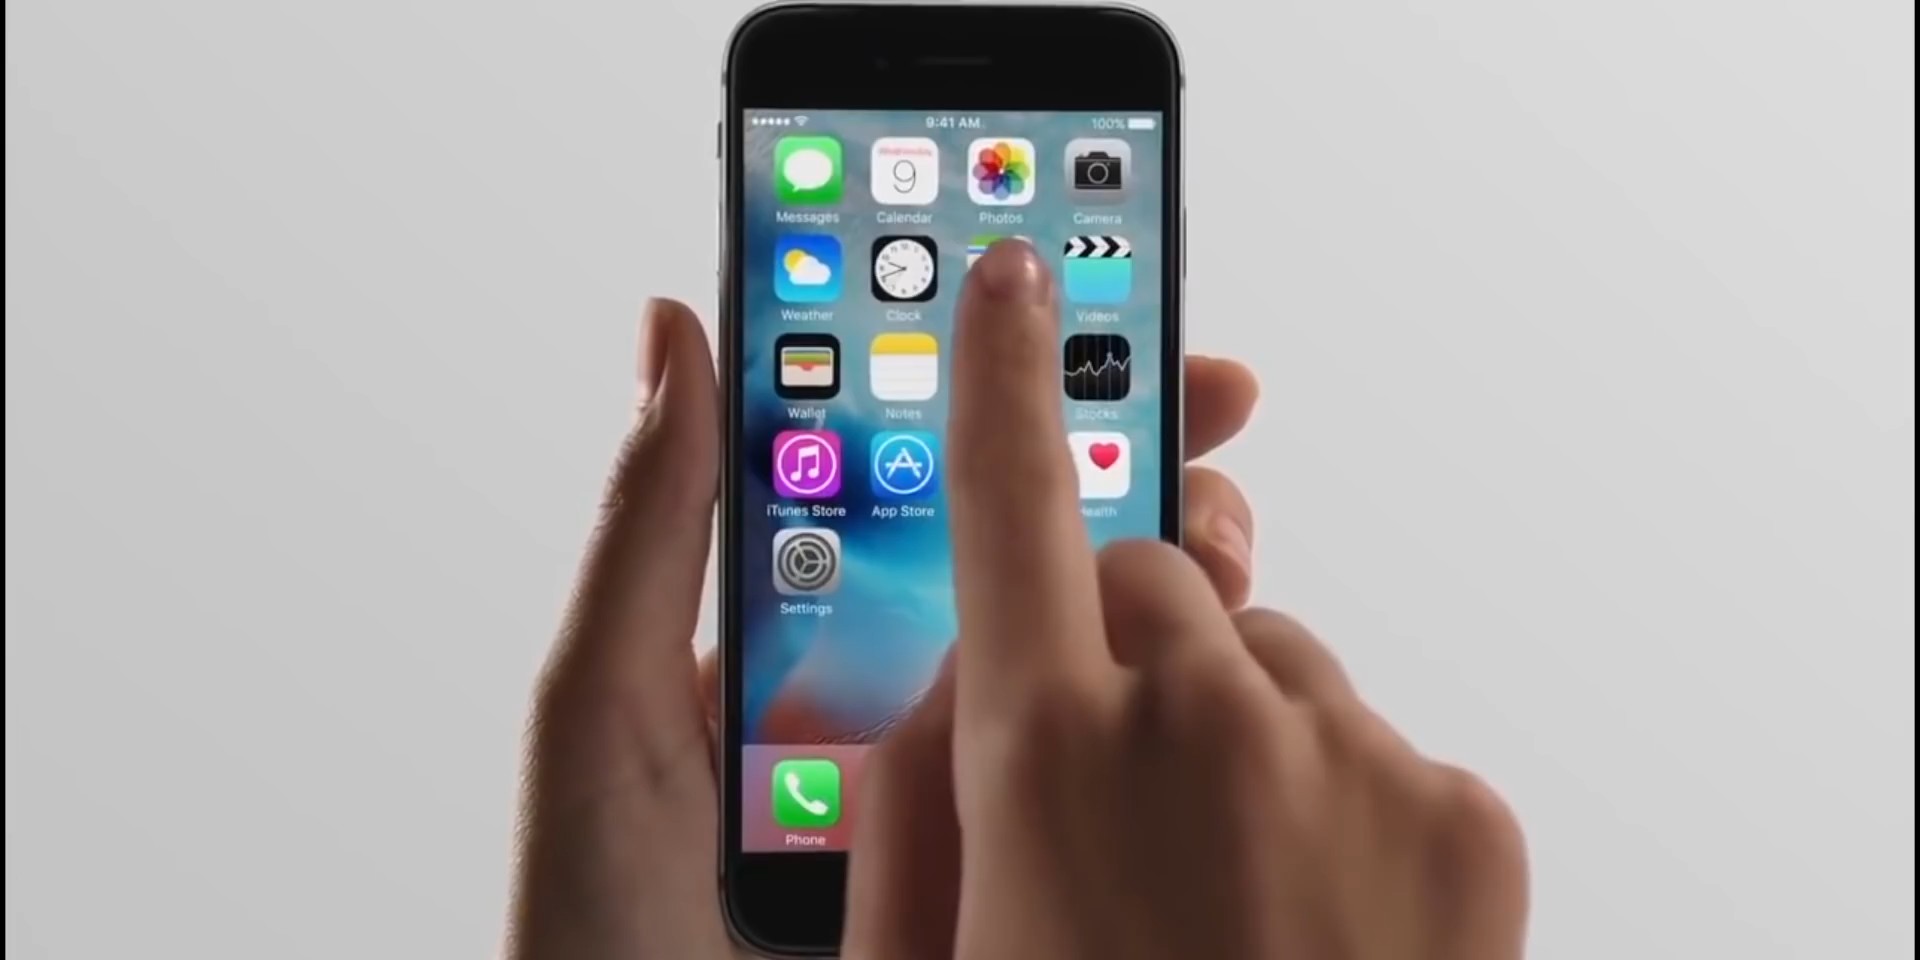 9:41 AM 100%
9
Messages Calendar Photos Camera
Weather Clock Videos
Wallet Notes Stocks
iTunes Store App Store Health
Settings
Phone